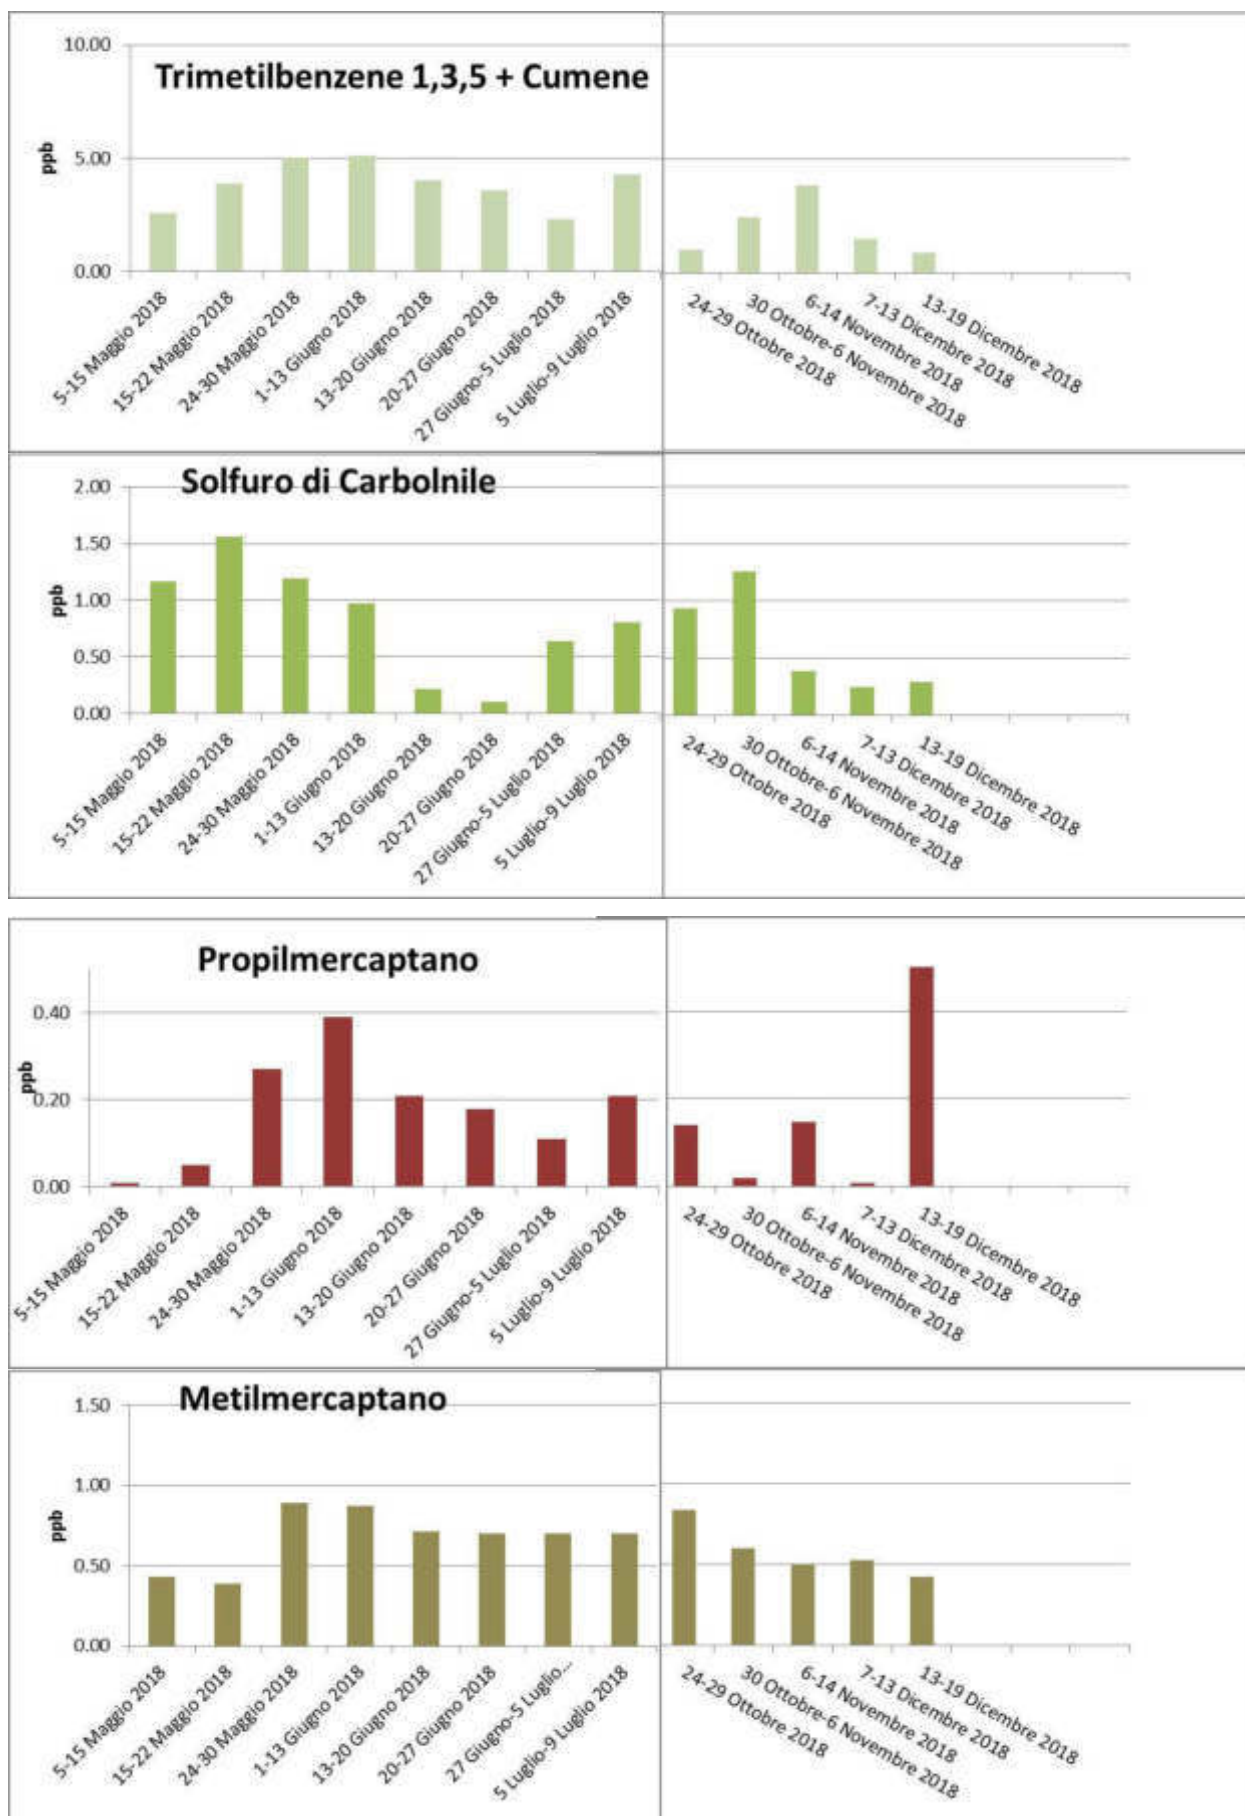 Trimetilbenzene 1,3,5 + Cumene
ppb
10.00
5.00
0.00
5-15 Maggio 2018
15-22 Maggio 2018
24-30 Maggio 2018
1-13 Giugno 2018
13-20 Giugno 2018
20-27 Giugno 2018
27 Giugno-5 Luglio 2018
5 Luglio-9 Luglio 2018
24-29 Ottobre 2018
30 Ottobre-6 Novembre 2018
6-14 Novembre 2018
7-13 Dicembre 2018
13-19 Dicembre 2018
Solfuro di Carbolnile
ppb
2.00
1.50
1.00
0.50
0.00
5-15 Maggio 2018
15-22 Maggio 2018
24-30 Maggio 2018
1-13 Giugno 2018
13-20 Giugno 2018
20-27 Giugno 2018
27 Giugno-5 Luglio 2018
5 Luglio-9 Luglio 2018
24-29 Ottobre 2018
30 Ottobre-6 Novembre 2018
6-14 Novembre 2018
7-13 Dicembre 2018
13-19 Dicembre 2018
Propilmercaptano
ppb
0.40
0.20
0.00
5-15 Maggio 2018
15-22 Maggio 2018
24-30 Maggio 2018
1-13 Giugno 2018
13-20 Giugno 2018
20-27 Giugno 2018
27 Giugno-5 Luglio 2018
5 Luglio-9 Luglio 2018
24-29 Ottobre 2018
30 Ottobre-6 Novembre 2018
6-14 Novembre 2018
7-13 Dicembre 2018
13-19 Dicembre 2018
Metilmercaptano
ppb
1.50
1.00
0.50
0.00
5-15 Maggio 2018
15-22 Maggio 2018
24-30 Maggio 2018
1-13 Giugno 2018
13-20 Giugno 2018
20-27 Giugno 2018
27 Giugno-5 Luglio...
5 Luglio-9 Luglio 2018
24-29 Ottobre 2018
30 Ottobre-6 Novembre 2018
6-14 Novembre 2018
7-13 Dicembre 2018
13-19 Dicembre 2018